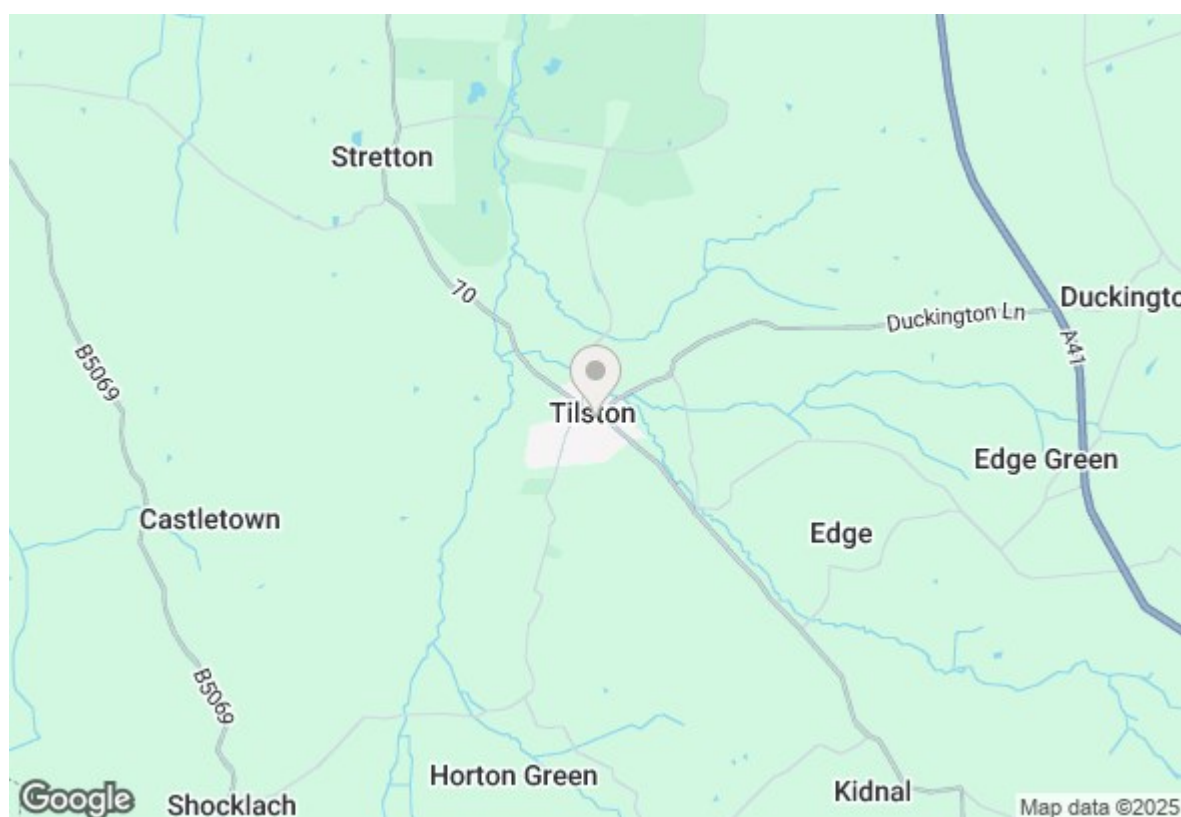 Stretton
70
Duckington Ln
Duckingto
A41
B5069
Tilston
Edge Green
Castletown
Edge
B5069
Horton Green
Kidnal
Shocklach
Google
Map data ©2025